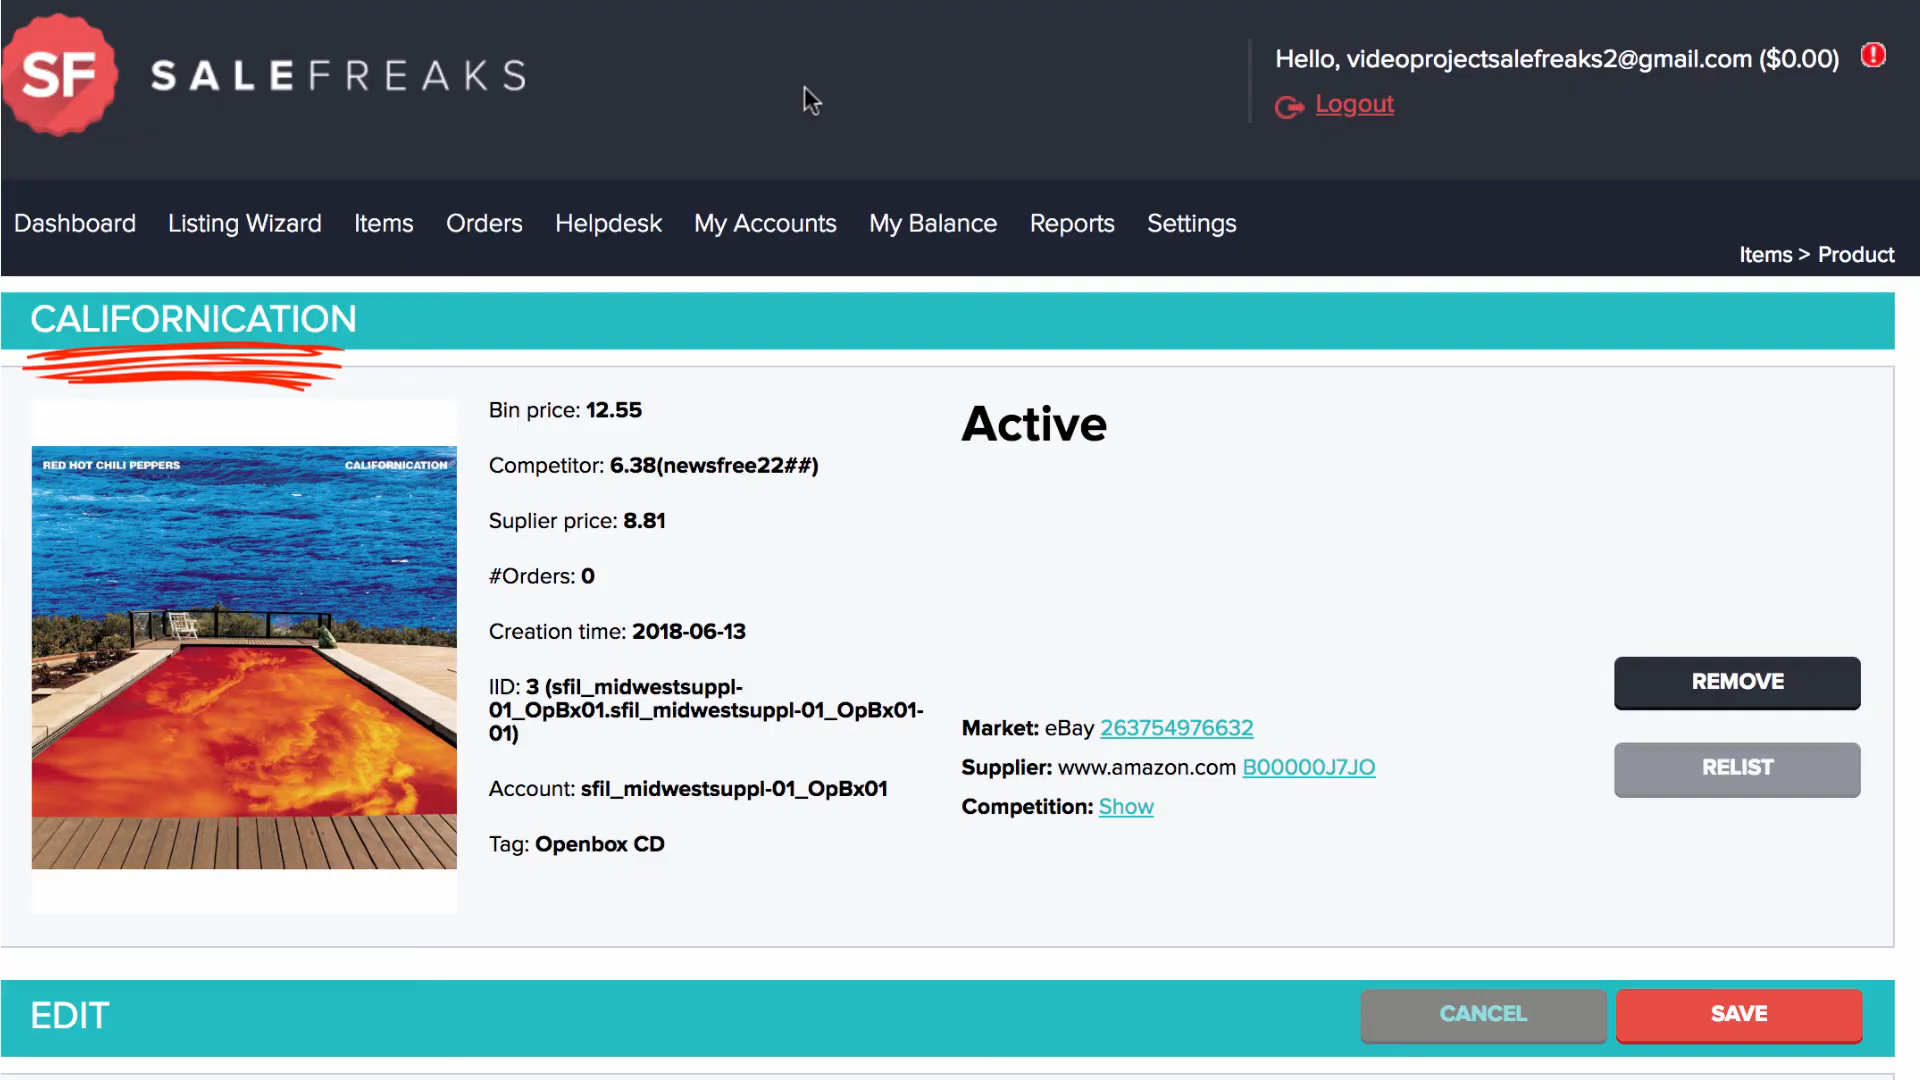 SF
SALEFREAKS
Hello, videoprojectsalefreaks2@gmail.com ($0.00)
Logout
Dashboard Listing Wizard Items Orders Helpdesk My Accounts My Balance Reports Settings
Items > Product
CALIFORNICATION
RED HOT CHILI PEPPERS CALIFORNICATION
Bin price: 12.55
Competitor: 6.38(newsfree22##)
Suplier price: 8.81
#Orders: 0
Creation time: 2018-06-13
IID: 3 (sfil_midwestsuppl-
01_OpBx01.sfil_midwestsuppl-01_OpBx01-
01)
Account: sfil_midwestsuppl-01_OpBx01
Tag: Openbox CD
Active
Market: eBay 263754976632
Supplier: www.amazon.com B00000J7JO
Competition: Show
REMOVE
RELIST
EDIT
CANCEL
SAVE